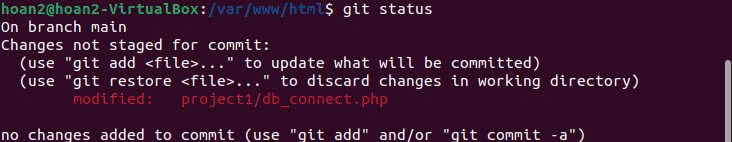 hoan2@hoan2-VirtualBox:/var/www/html$ git status
On branch main
Changes not staged for commit:
  (use "git add <file>..." to update what will be committed)
  (use "git restore <file>..." to discard changes in working directory)
        modified:   project1/db_connect.php

no changes added to commit (use "git add" and/or "git commit -a")